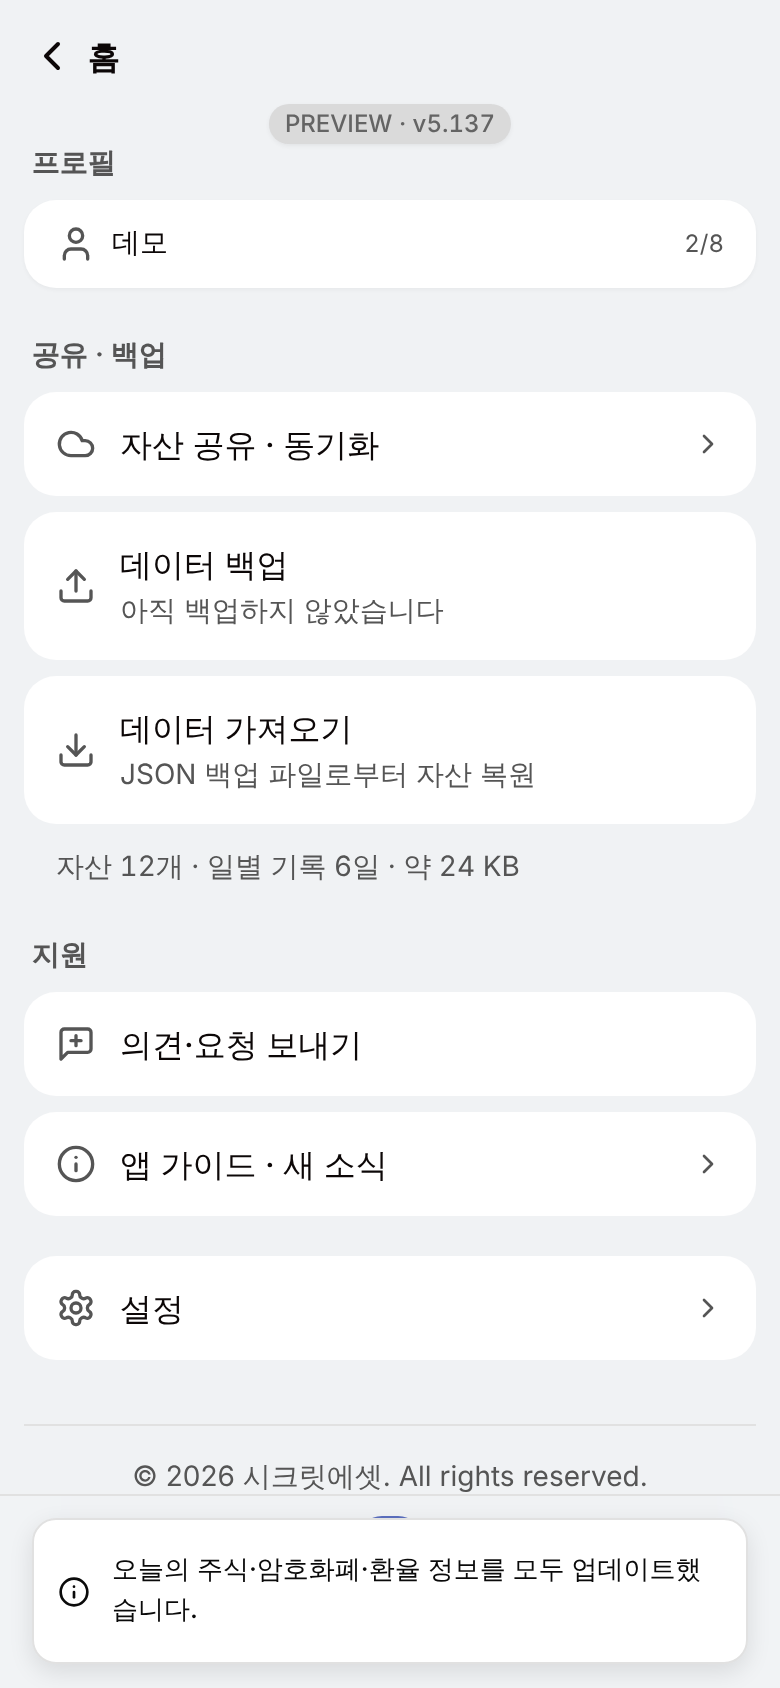 홈
PREVIEW · v5.137
프로필
데모 2/8
공유 · 백업
자산 공유 · 동기화
데이터 백업
아직 백업하지 않았습니다
데이터 가져오기
JSON 백업 파일로부터 자산 복원
자산 12개 · 일별 기록 6일 · 약 24 KB
지원
의견·요청 보내기
앱 가이드 · 새 소식
설정
© 2026 시크릿에셋. All rights reserved.
오늘의 주식·암호화폐·환율 정보를 모두 업데이트했
습니다.